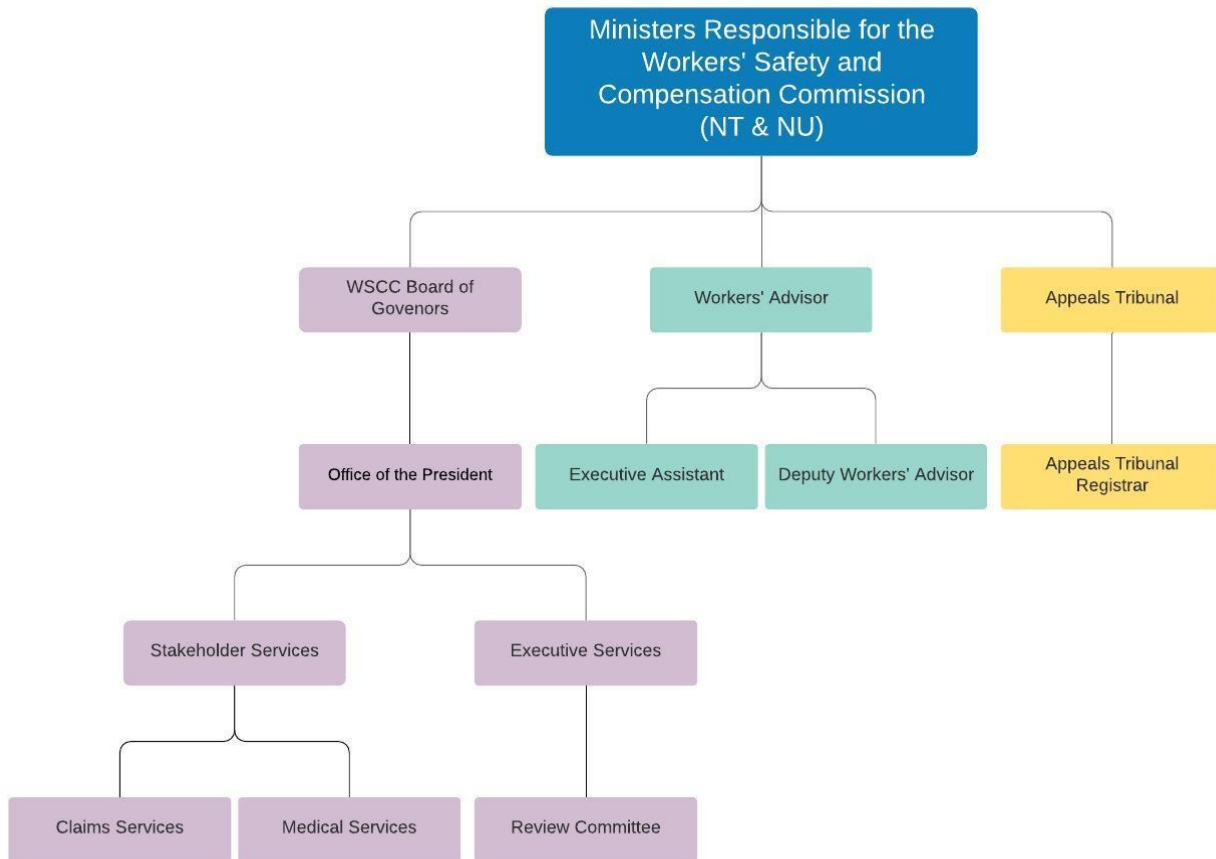 Ministers Responsible for the
Workers' Safety and
Compensation Commission
(NT & NU)
WSCC Board of
Govenors
Workers' Advisor
Appeals Tribunal
Office of the President
Executive Assistant
Deputy Workers' Advisor
Appeals Tribunal
Registrar
Stakeholder Services
Executive Services
Claims Services
Medical Services
Review Committee